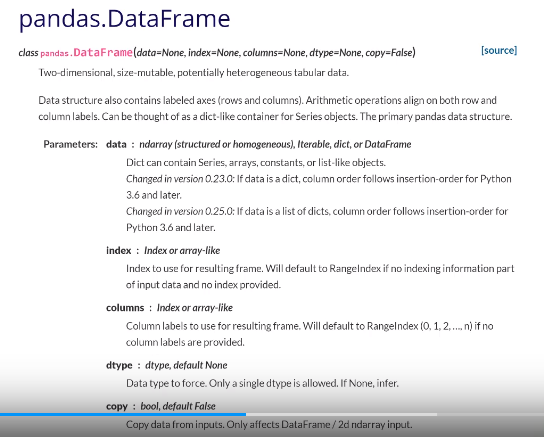 pandas.DataFrame
class pandas.DataFrame(data=None, index=None, columns=None, dtype=None, copy=False) [source]
Two-dimensional, size-mutable, potentially heterogeneous tabular data.
Data structure also contains labeled axes (rows and columns). Arithmetic operations align on both row
and column labels. Can be thought of as a dict-like container for Series objects. The primary pandas data structure.
Parameters: data : ndarray (structured or homogeneous), Iterable, dict, or DataFrame
Dict can contain Series, arrays, constants, or list-like objects.
Changed in version 0.23.0: If data is a dict, column order follows insertion-order for Python
3.6 and later.
Changed in version 0.25.0: If data is a list of dicts, column order follows insertion-order for
Python 3.6 and later.
index : Index or array-like
Index to use for resulting frame. Will default to RangeIndex if no indexing information part
of input data and no index provided.
columns : Index or array-like
Column labels to use for resulting frame. Will default to RangeIndex (0, 1, 2, …, n) if no
column labels are provided.
dtype : dtype, default None
Data type to force. Only a single dtype is allowed. If None, infer.
copy : bool, default False
Copy data from inputs. Only affects DataFrame / 2d ndarray input.